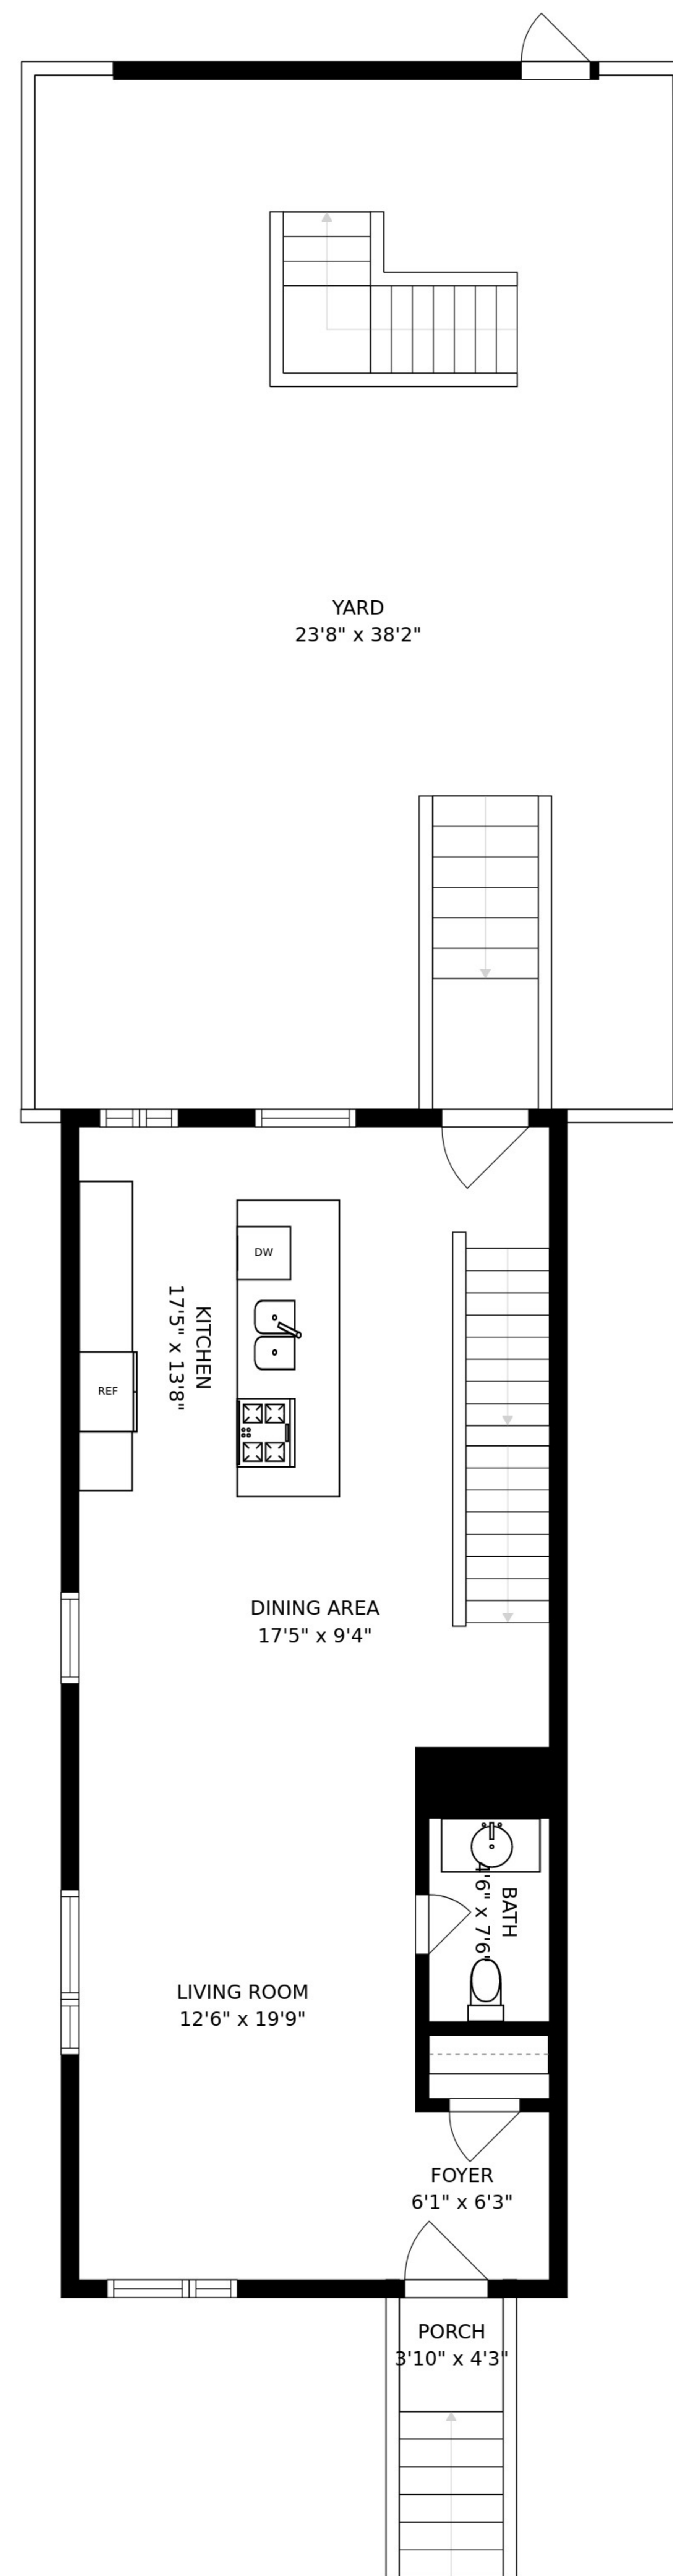 YARD
23'8" x 38'2"
DW
KITCHEN
17'5" x 13'8"
REF
DINING AREA
17'5" x 9'4"
BATH
4'6" x 7'6"
LIVING ROOM
12'6" x 19'9"
FOYER
6'1" x 6'3"
PORCH
3'10" x 4'3"